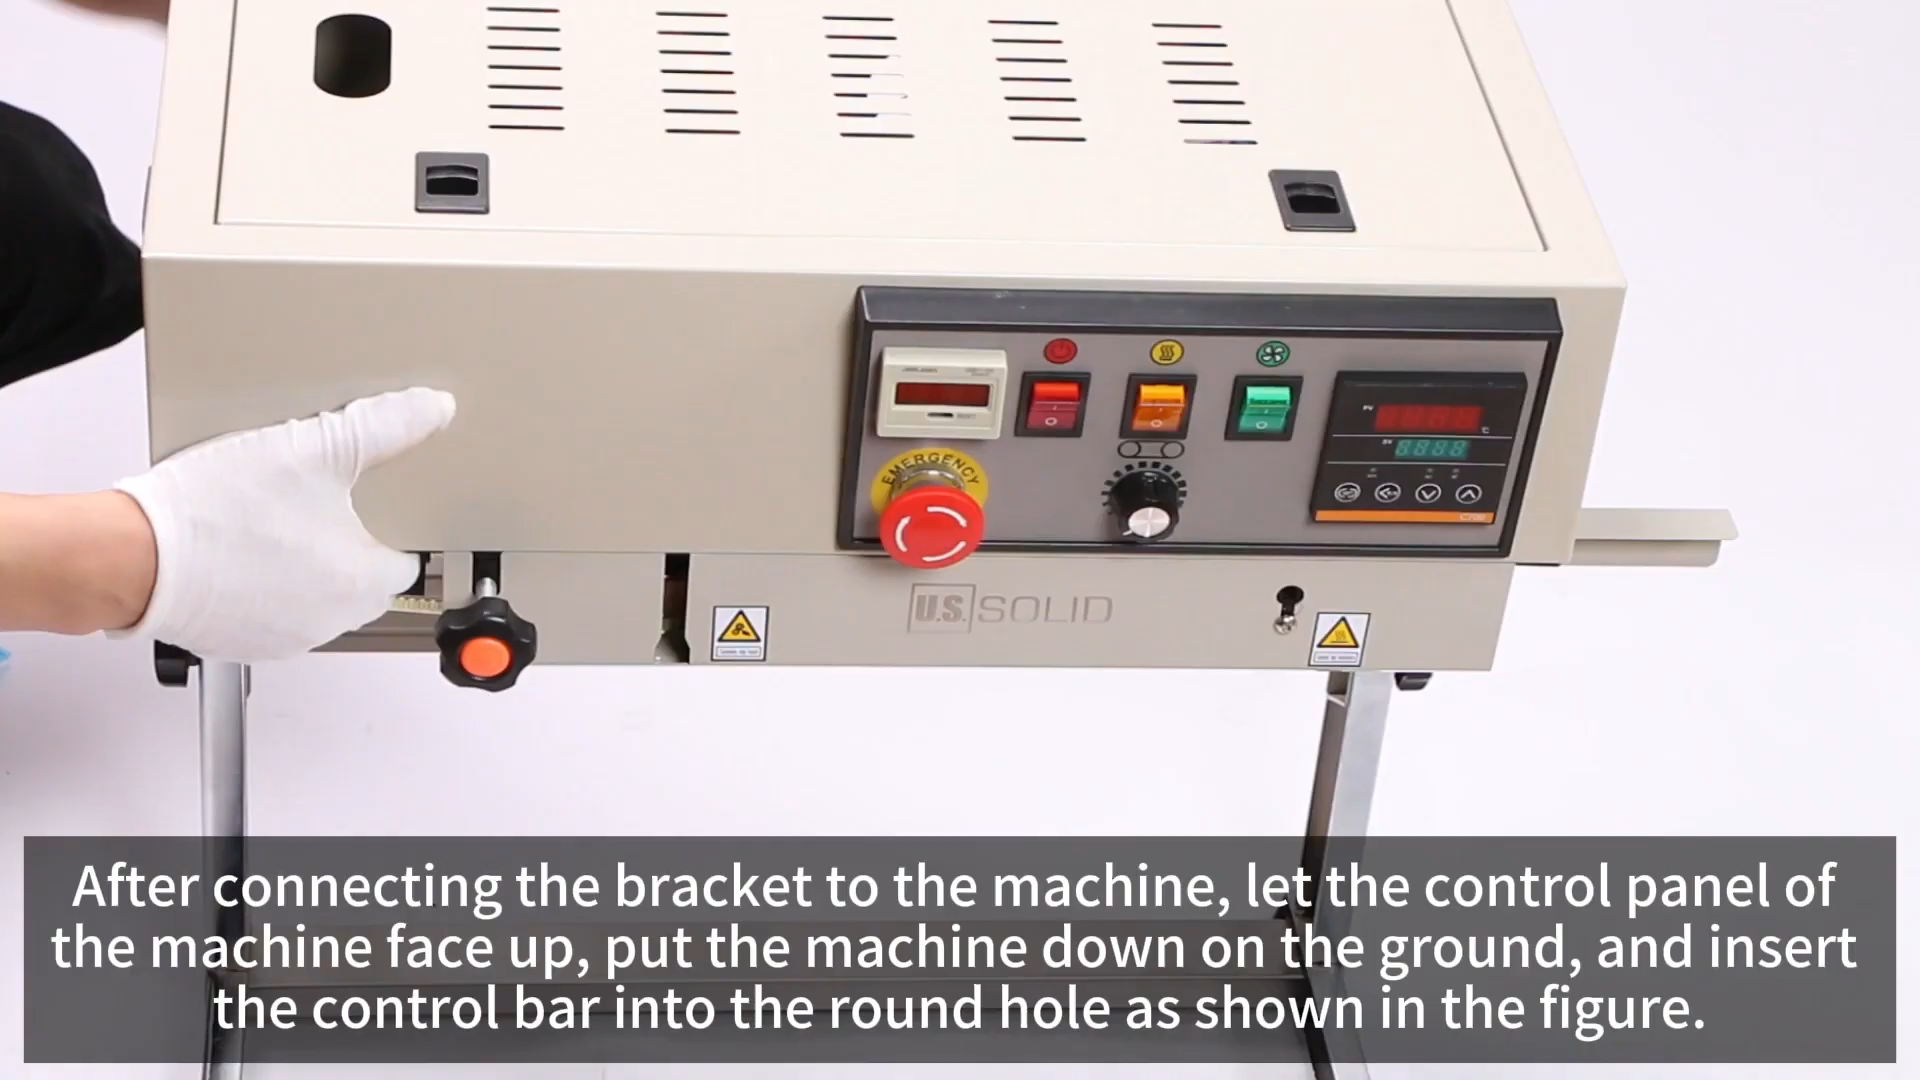 EMERGENCY
U.S. SOLID
After connecting the bracket to the machine, let the control panel of
the machine face up, put the machine down on the ground, and insert
the control bar into the round hole as shown in the figure.